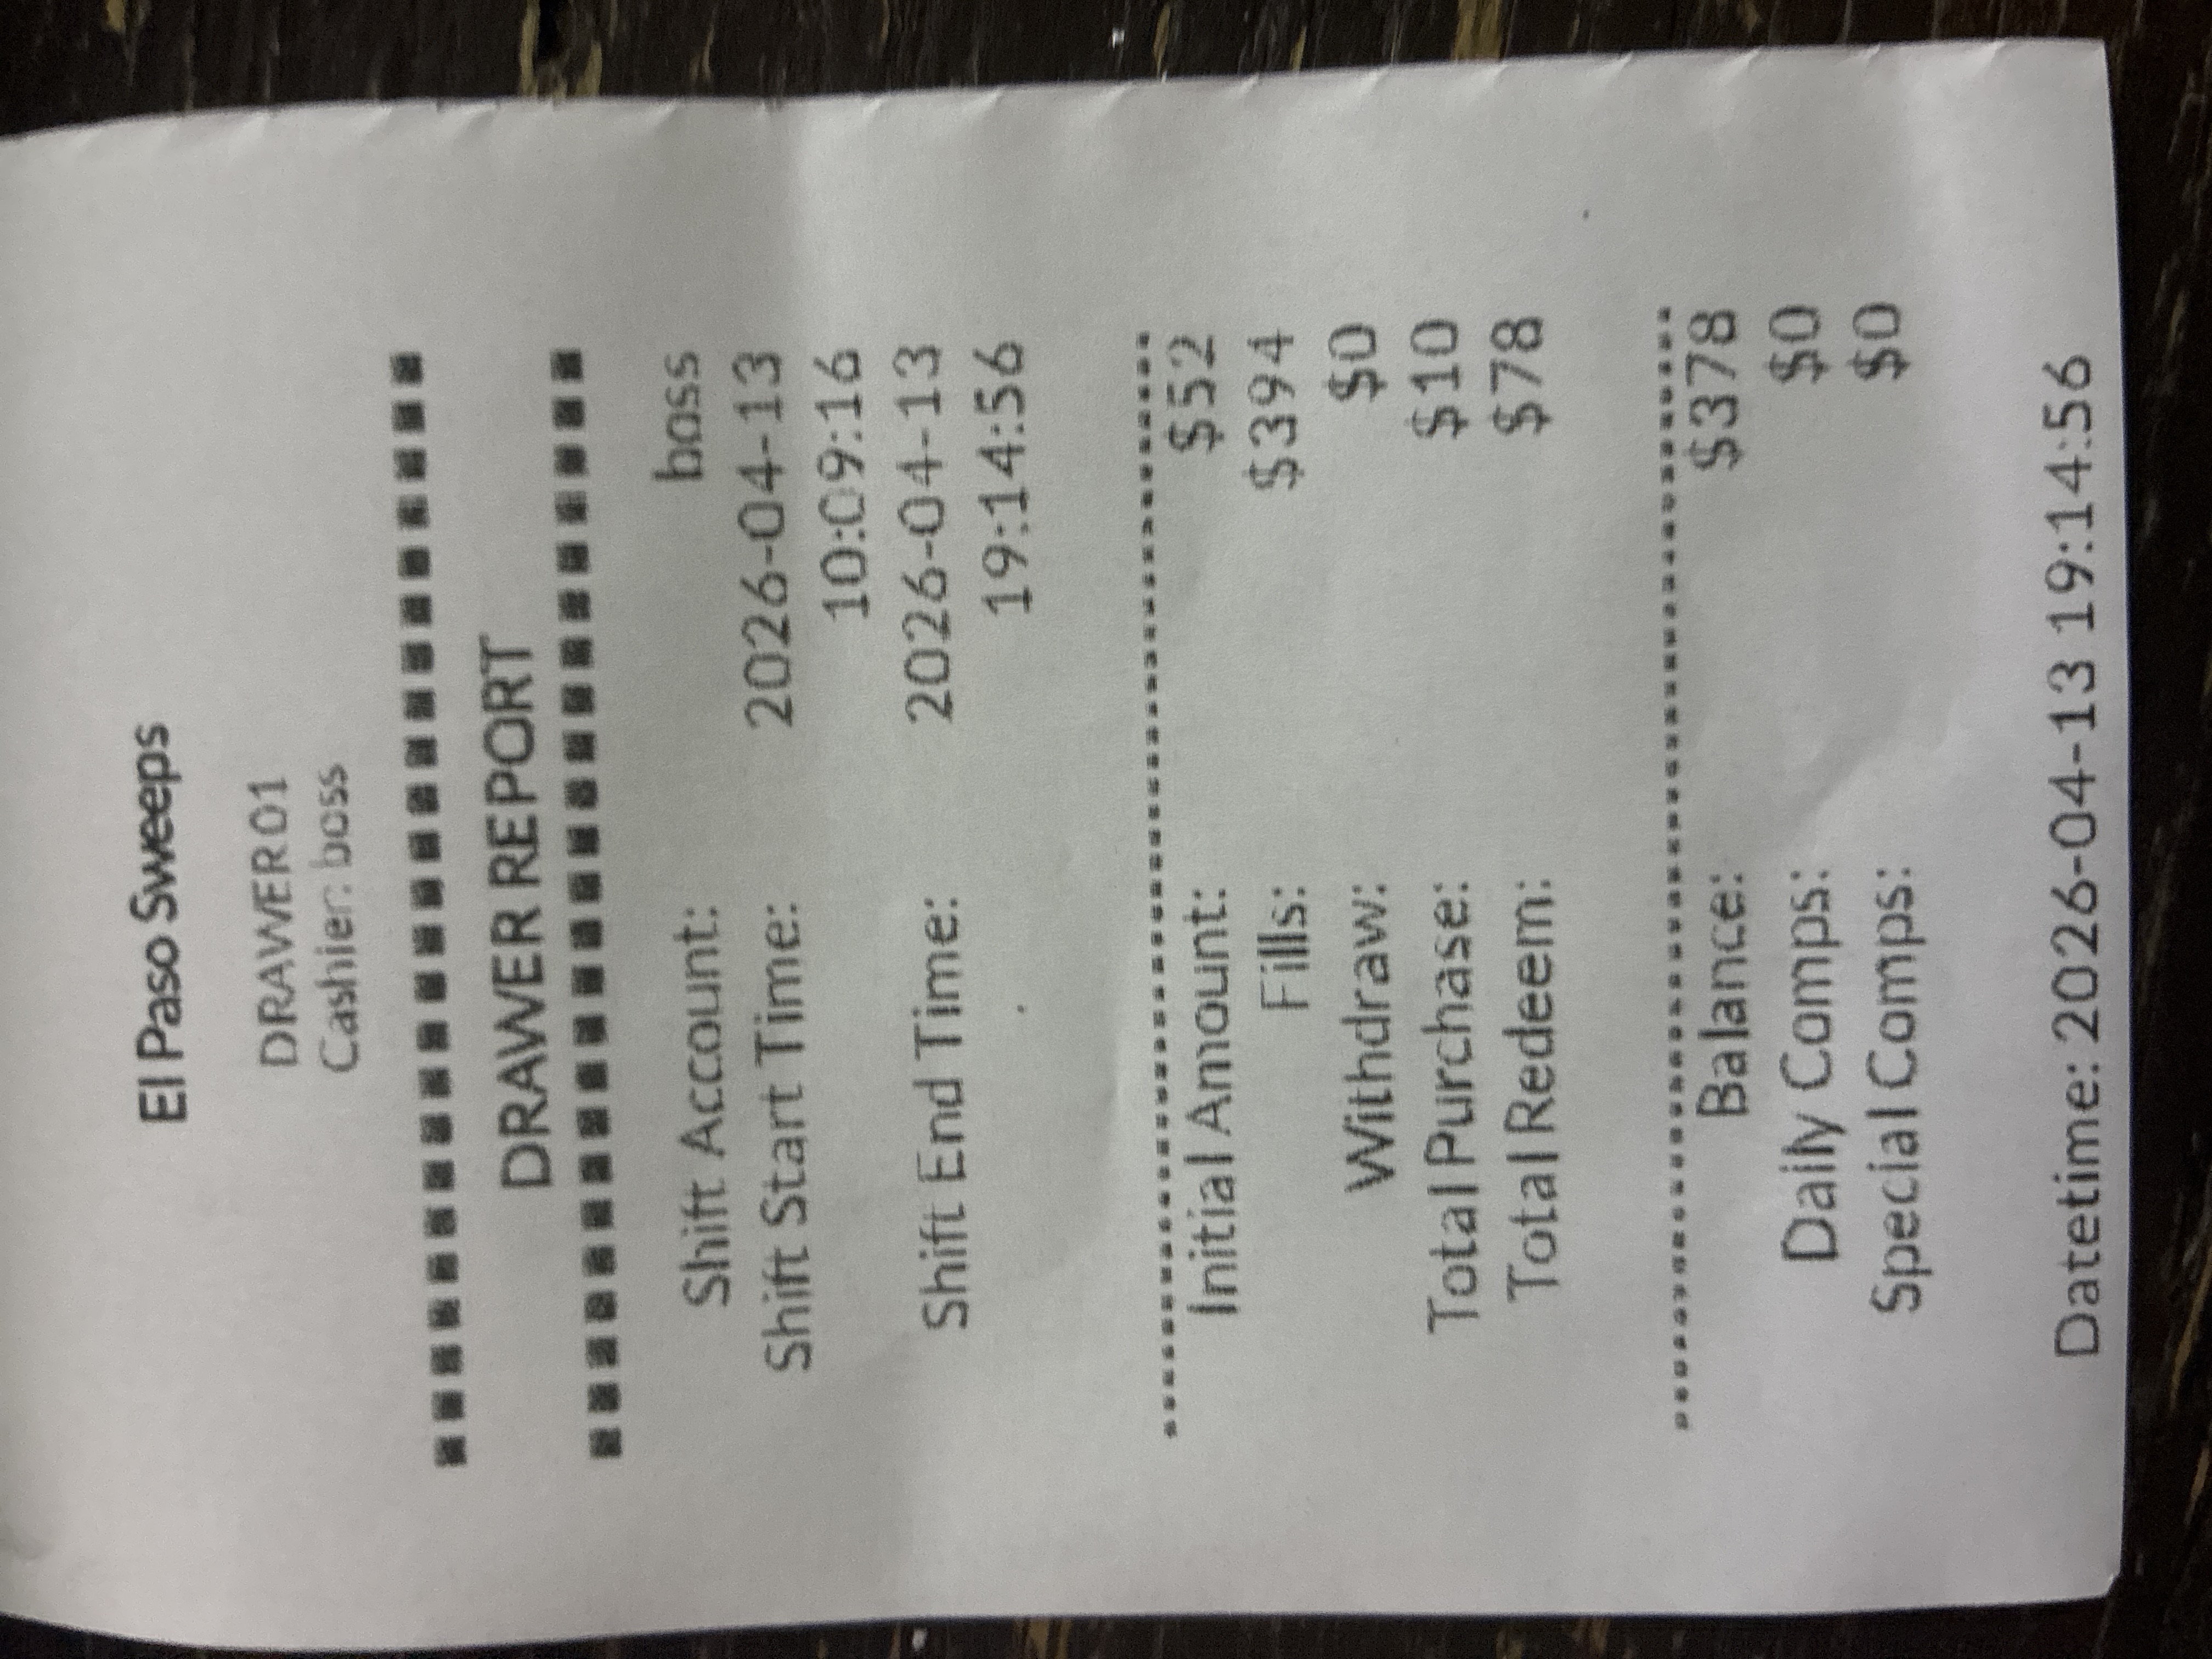 El Paso Sweeps
DRAWER01
Cashier: boss
DRAWER REPORT
Shift Account: boss
Shift Start Time: 2026-04-13
10:09:16
Shift End Time: 2026-04-13
19:14:56
Initial Amount: $52
Fills: $394
Withdraw: $0
Total Purchase: $10
Total Redeem: $78
Balance: $378
Daily Comps: $0
Special Comps: $0
Datetime: 2026-04-13 19:14:56